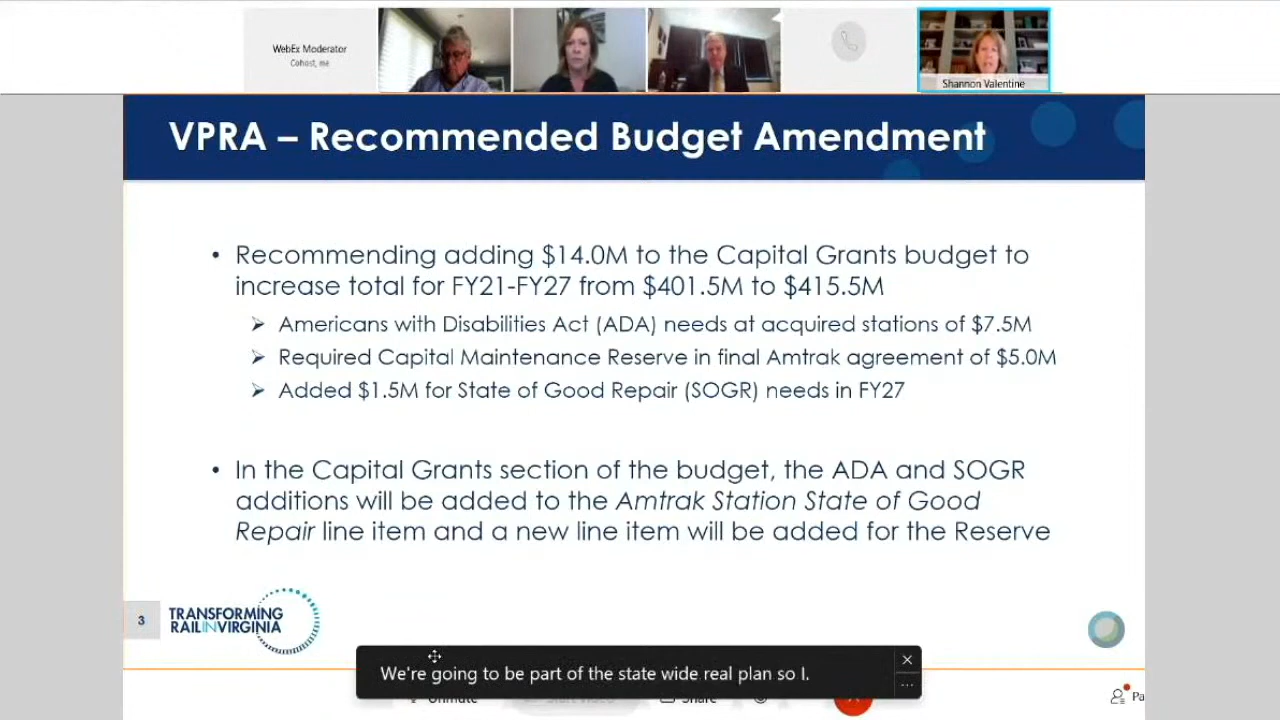 WebEx Moderator
Cohost, me
Shannon Valentine
VPRA – Recommended Budget Amendment
• Recommending adding $14.0M to the Capital Grants budget to
increase total for FY21-FY27 from $401.5M to $415.5M
➢ Americans with Disabilities Act (ADA) needs at acquired stations of $7.5M
➢ Required Capital Maintenance Reserve in final Amtrak agreement of $5.0M
➢ Added $1.5M for State of Good Repair (SOGR) needs in FY27
• In the Capital Grants section of the budget, the ADA and SOGR
additions will be added to the Amtrak Station State of Good
Repair line item and a new line item will be added for the Reserve
3
TRANSFORMING
RAILINVIRGINIA
We're going to be part of the state wide real plan so I.
Unmute
Start video
Share
Pa